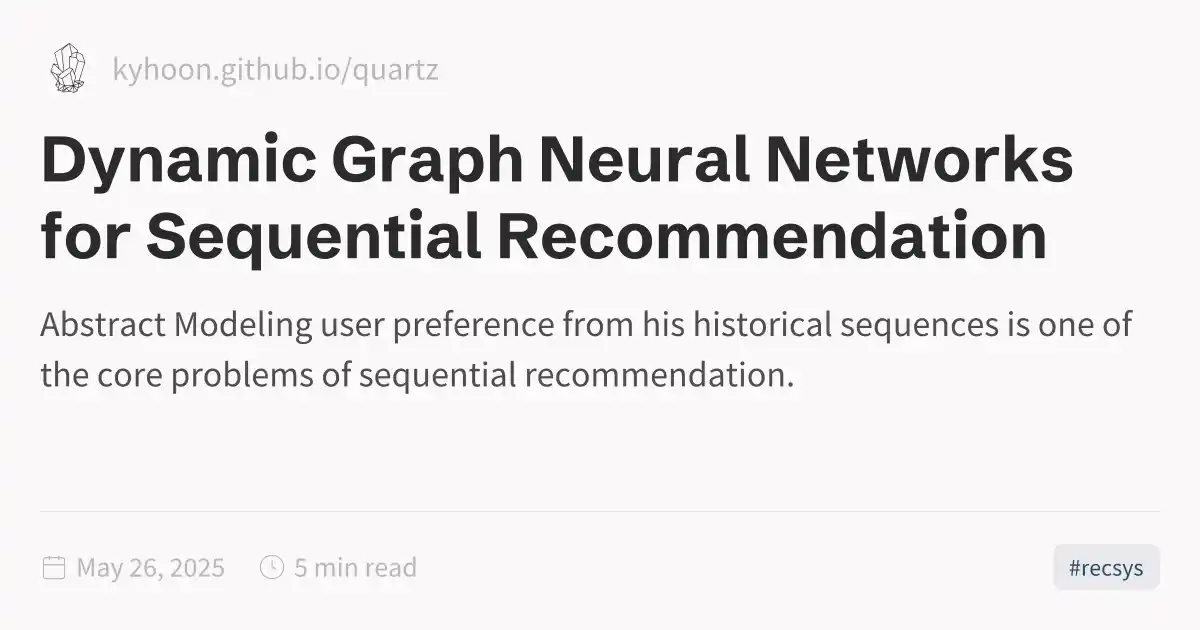 kyhoon.github.io/quartz
Dynamic Graph Neural Networks
for Sequential Recommendation
Abstract Modeling user preference from his historical sequences is one of
the core problems of sequential recommendation.
May 26, 2025 5 min read #recsys